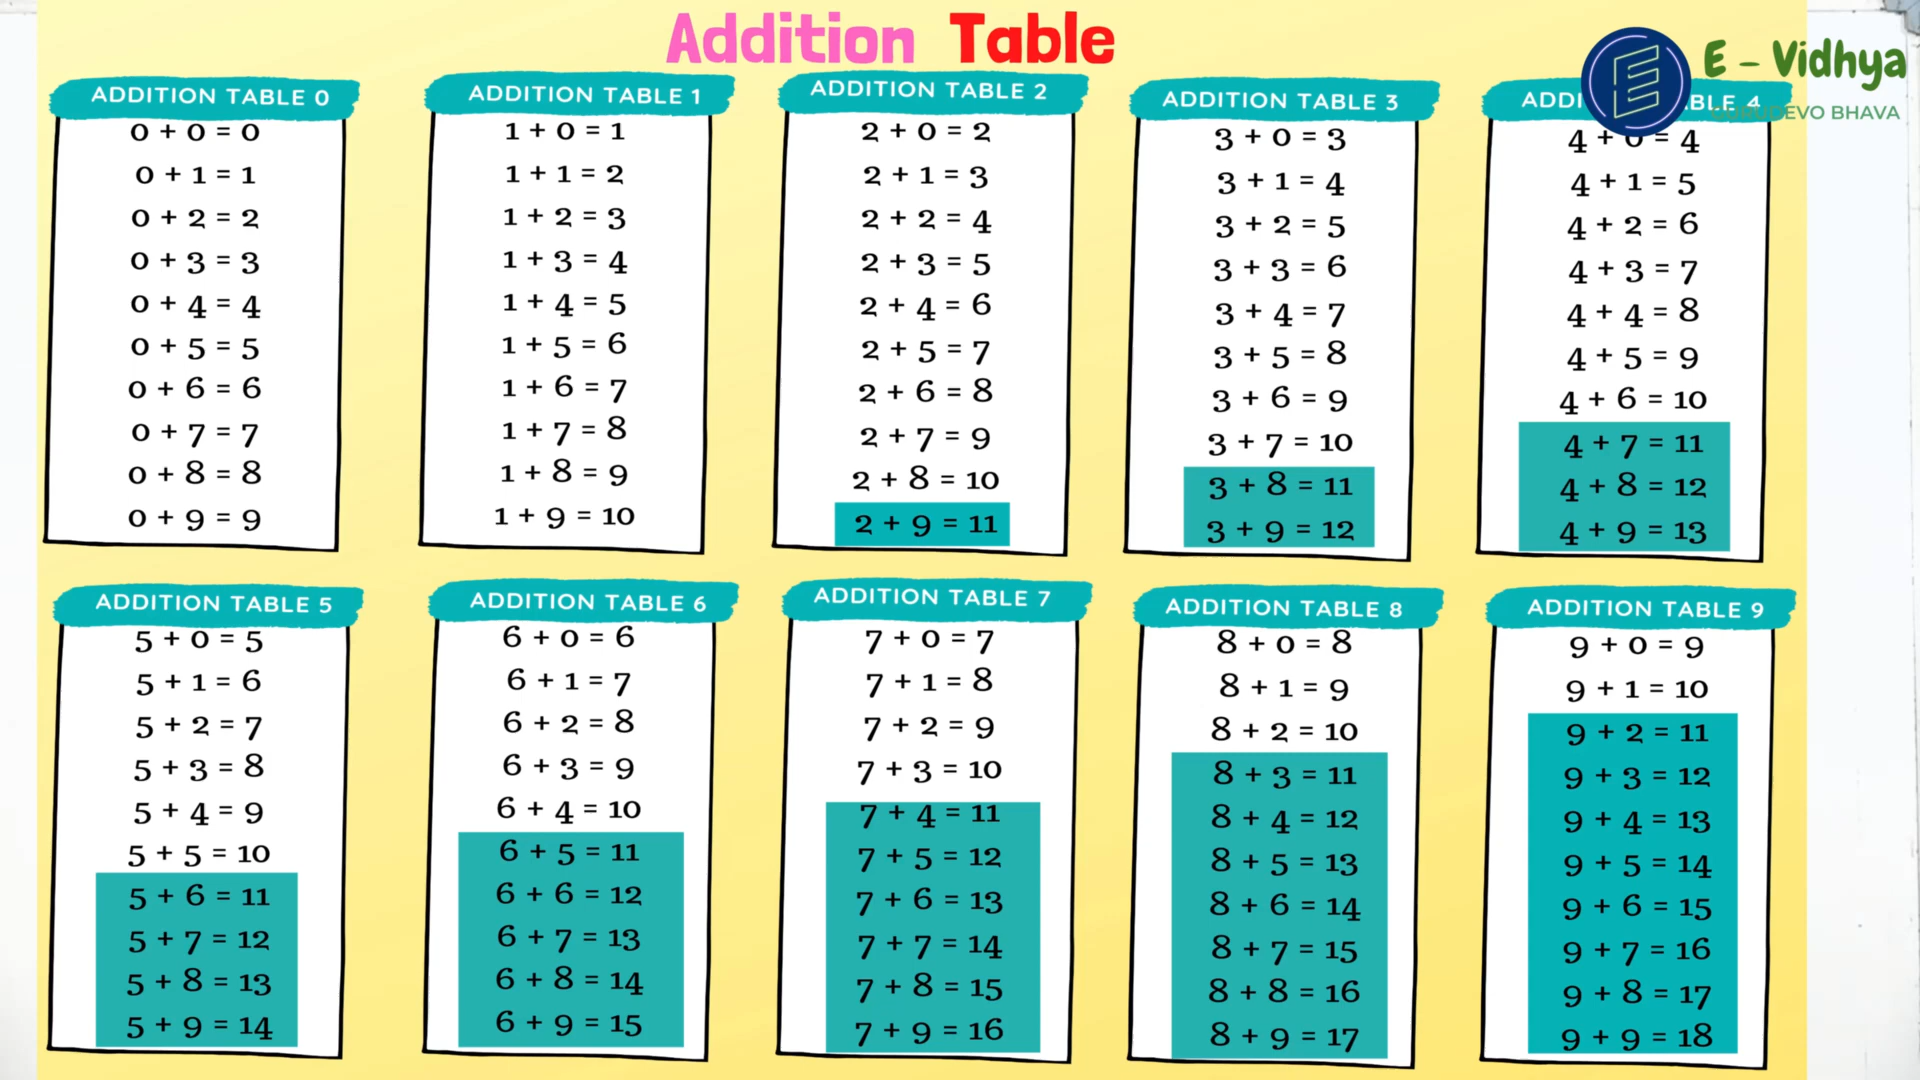 Addition Table
E - Vidhya
GURUDEVO BHAVA
ADDITION TABLE 0
0 + 0 = 0
0 + 1 = 1
0 + 2 = 2
0 + 3 = 3
0 + 4 = 4
0 + 5 = 5
0 + 6 = 6
0 + 7 = 7
0 + 8 = 8
0 + 9 = 9
ADDITION TABLE 1
1 + 0 = 1
1 + 1 = 2
1 + 2 = 3
1 + 3 = 4
1 + 4 = 5
1 + 5 = 6
1 + 6 = 7
1 + 7 = 8
1 + 8 = 9
1 + 9 = 10
ADDITION TABLE 2
2 + 0 = 2
2 + 1 = 3
2 + 2 = 4
2 + 3 = 5
2 + 4 = 6
2 + 5 = 7
2 + 6 = 8
2 + 7 = 9
2 + 8 = 10
2 + 9 = 11
ADDITION TABLE 3
3 + 0 = 3
3 + 1 = 4
3 + 2 = 5
3 + 3 = 6
3 + 4 = 7
3 + 5 = 8
3 + 6 = 9
3 + 7 = 10
3 + 8 = 11
3 + 9 = 12
ADDITION TABLE 4
4 + 0 = 4
4 + 1 = 5
4 + 2 = 6
4 + 3 = 7
4 + 4 = 8
4 + 5 = 9
4 + 6 = 10
4 + 7 = 11
4 + 8 = 12
4 + 9 = 13
ADDITION TABLE 5
5 + 0 = 5
5 + 1 = 6
5 + 2 = 7
5 + 3 = 8
5 + 4 = 9
5 + 5 = 10
5 + 6 = 11
5 + 7 = 12
5 + 8 = 13
5 + 9 = 14
ADDITION TABLE 6
6 + 0 = 6
6 + 1 = 7
6 + 2 = 8
6 + 3 = 9
6 + 4 = 10
6 + 5 = 11
6 + 6 = 12
6 + 7 = 13
6 + 8 = 14
6 + 9 = 15
ADDITION TABLE 7
7 + 0 = 7
7 + 1 = 8
7 + 2 = 9
7 + 3 = 10
7 + 4 = 11
7 + 5 = 12
7 + 6 = 13
7 + 7 = 14
7 + 8 = 15
7 + 9 = 16
ADDITION TABLE 8
8 + 0 = 8
8 + 1 = 9
8 + 2 = 10
8 + 3 = 11
8 + 4 = 12
8 + 5 = 13
8 + 6 = 14
8 + 7 = 15
8 + 8 = 16
8 + 9 = 17
ADDITION TABLE 9
9 + 0 = 9
9 + 1 = 10
9 + 2 = 11
9 + 3 = 12
9 + 4 = 13
9 + 5 = 14
9 + 6 = 15
9 + 7 = 16
9 + 8 = 17
9 + 9 = 18